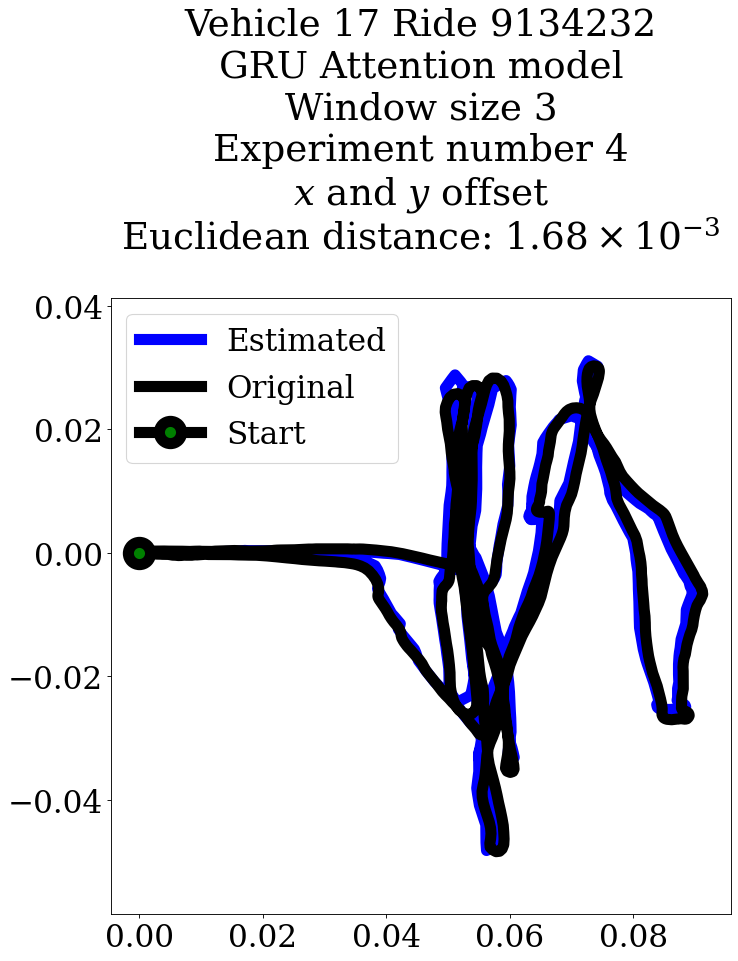 Vehicle 17 Ride 9134232
GRU Attention model
Window size 3
Experiment number 4
x and y offset
Euclidean distance: 1.68 × 10⁻³
Estimated
Original
Start
0.04
0.02
0.00
−0.02
−0.04
0.00 0.02 0.04 0.06 0.08